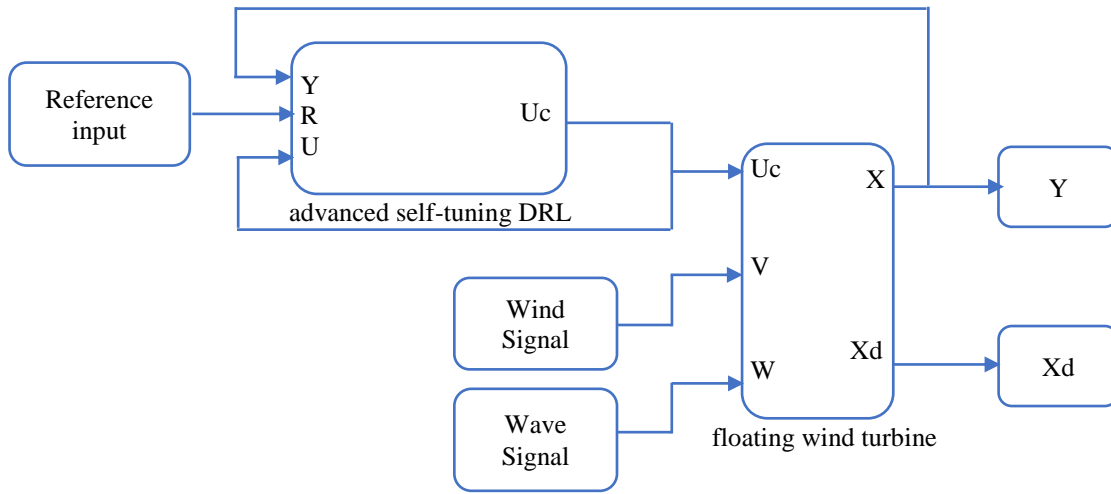 Reference
input
Y
R
U
Uc
advanced self-tuning DRL
Uc
V
W
X
Xd
floating wind turbine
Wind
Signal
Wave
Signal
Y
Xd